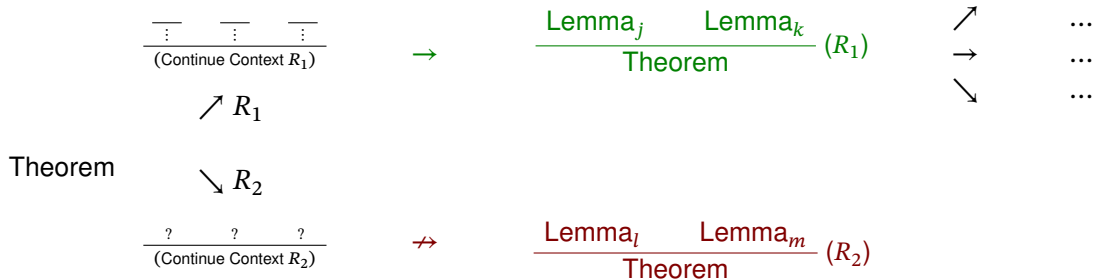 ⋮ ⋮ ⋮
(Continue Context R₁)
→
Lemmaⱼ Lemmaₖ (R₁)
Theorem
↗ ...
→ ...
↘ ...
↗ R₁
Theorem
↘ R₂
? ? ?
(Continue Context R₂)
↛
Lemmaₗ Lemmaₘ (R₂)
Theorem